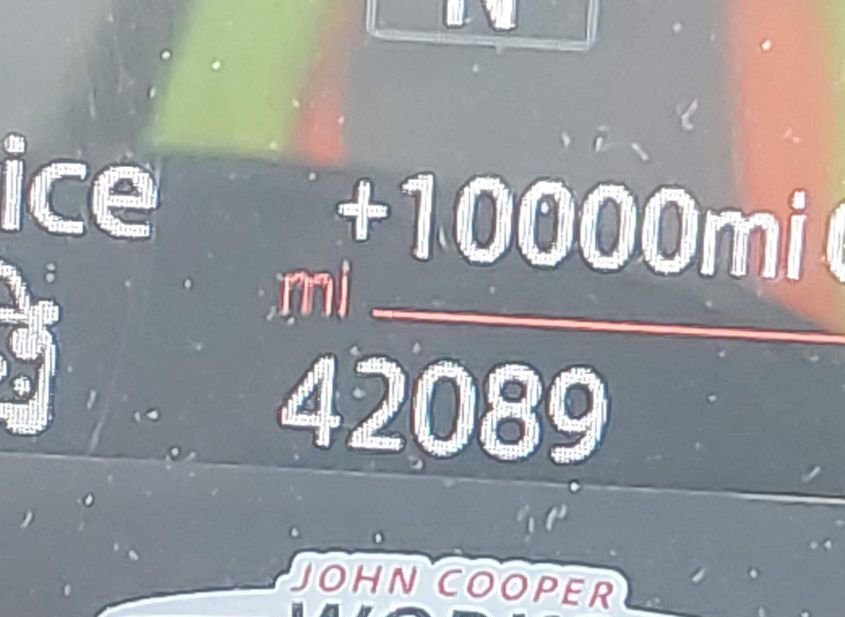 N
ice +10000mi
mi
42089
JOHN COOPER